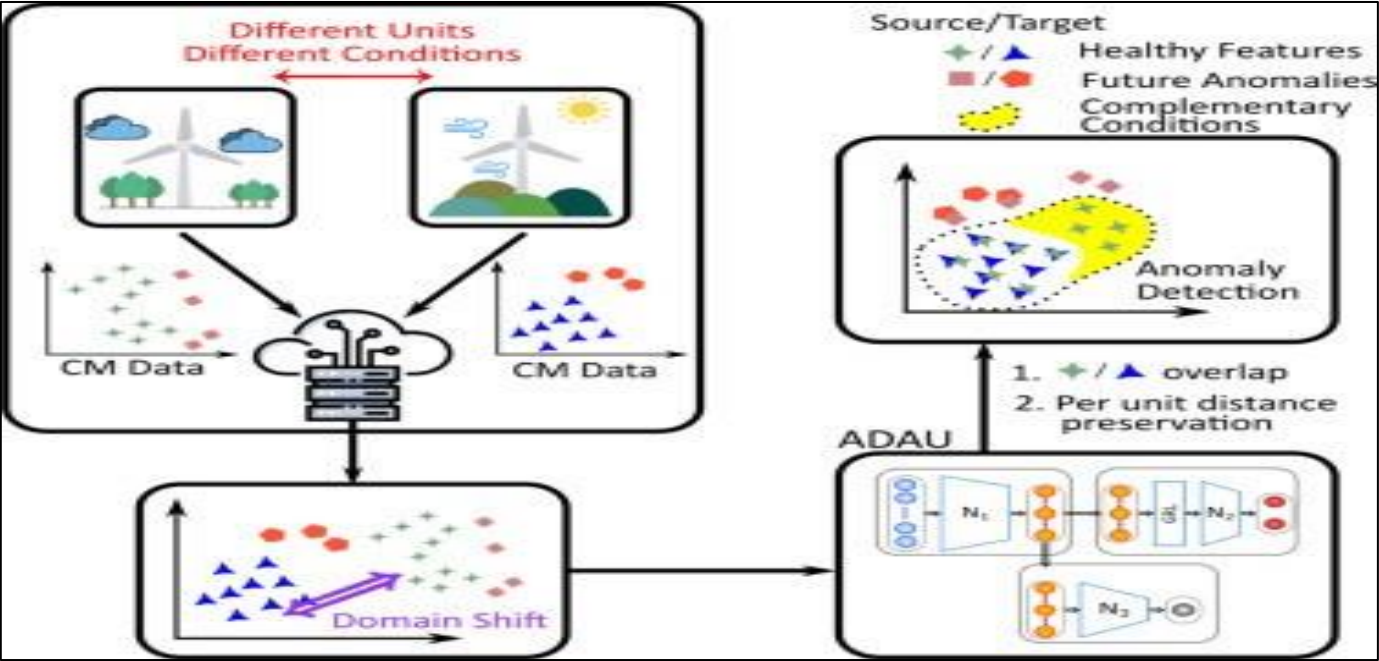 Different Units
Different Conditions
CM Data
CM Data
Domain Shift
Source/Target
/ Healthy Features
/ Future Anomalies
Complementary
Conditions
Anomaly
Detection
1. / overlap
2. Per unit distance
preservation
ADAU
N₁
GRL
N₂
N₃